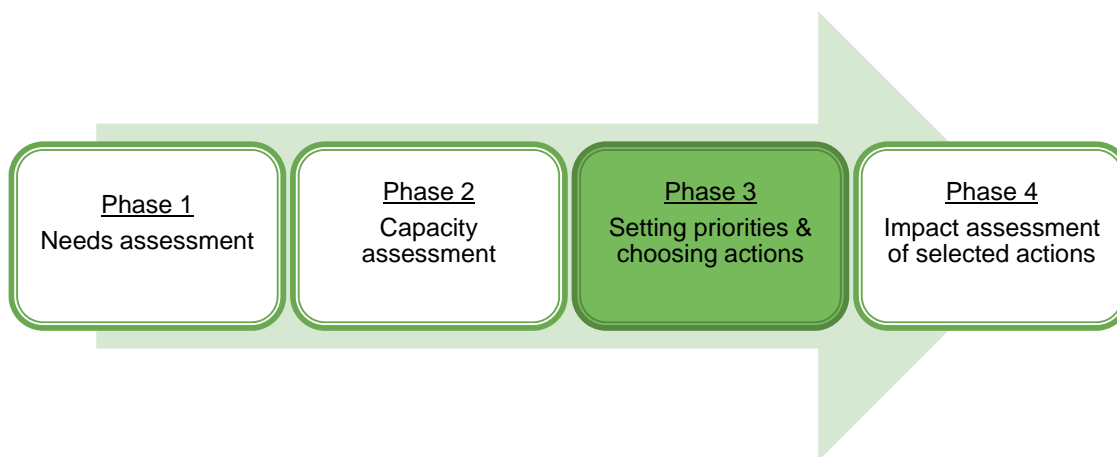 Phase 1
Needs assessment
Phase 2
Capacity
assessment
Phase 3
Setting priorities &
choosing actions
Phase 4
Impact assessment
of selected actions